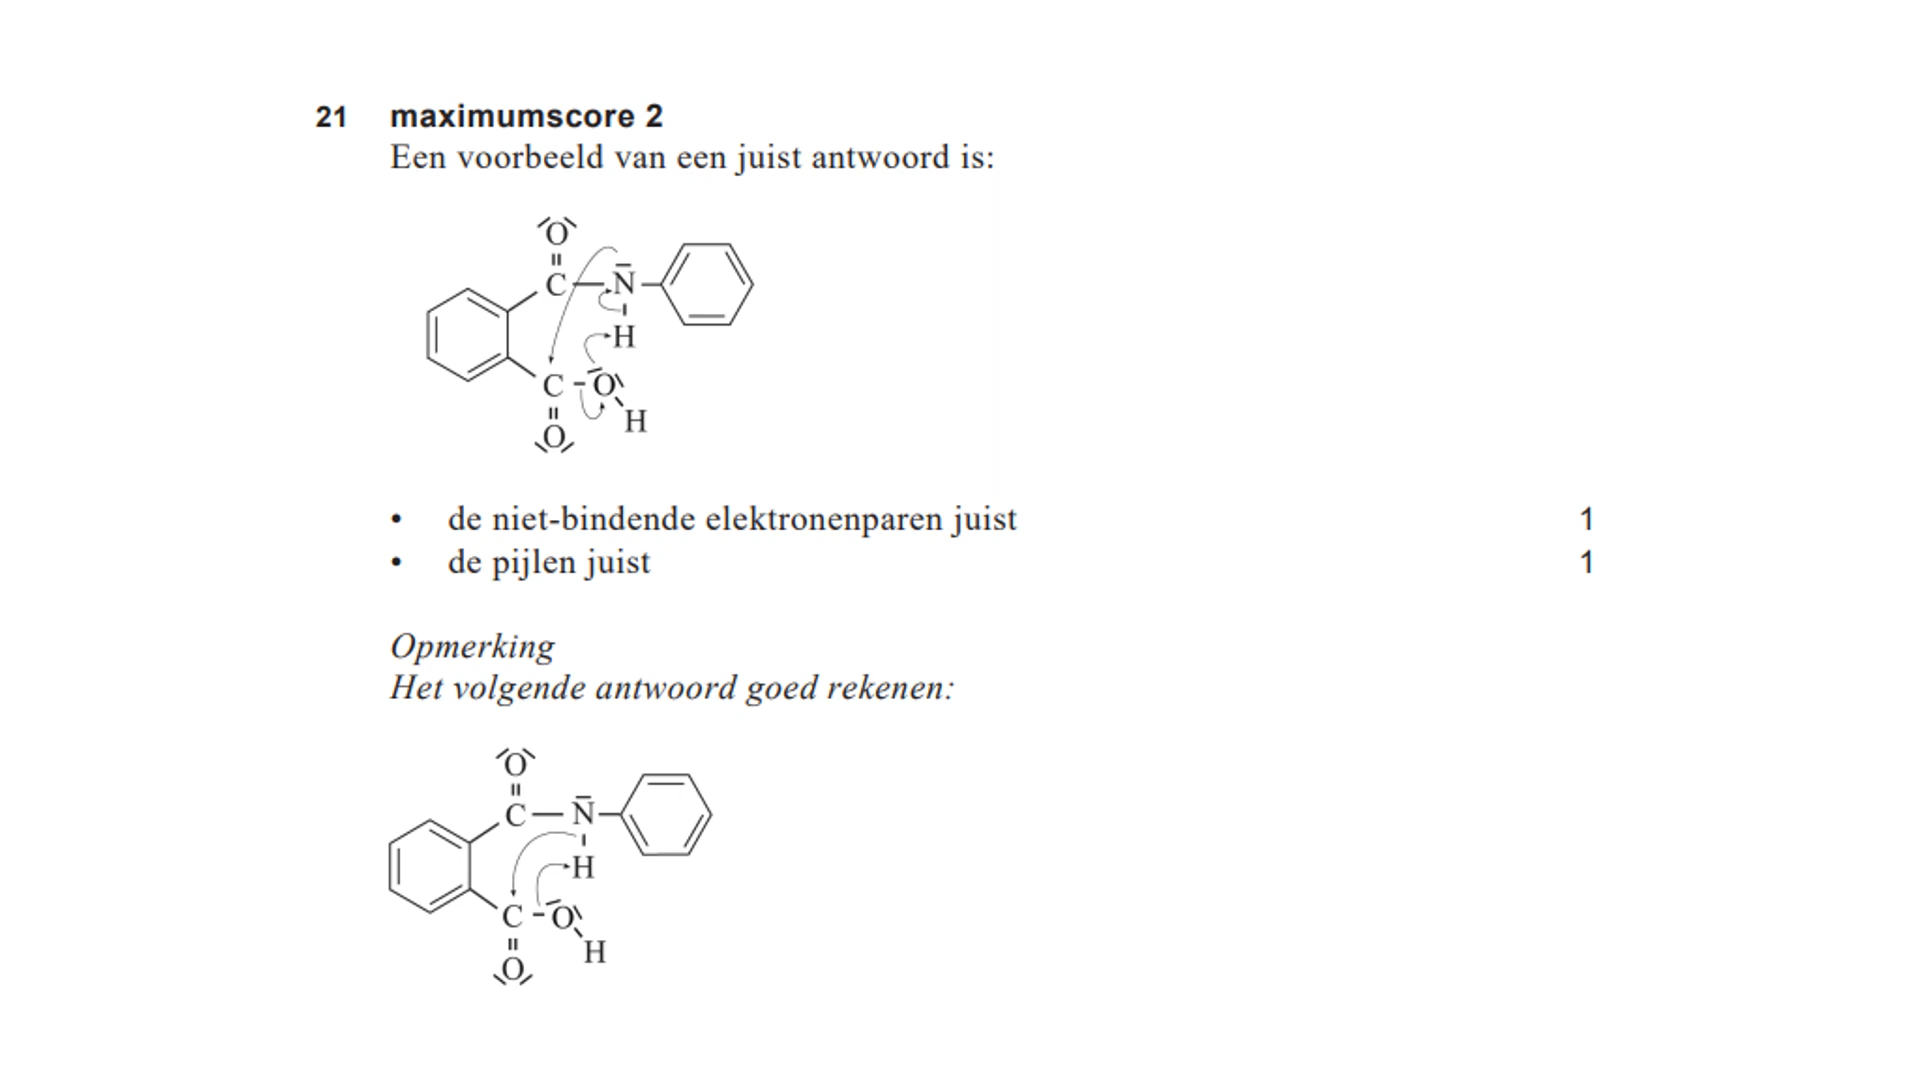 21 maximumscore 2
Een voorbeeld van een juist antwoord is:
O
C — N
H
C - O
H
O
• de niet-bindende elektronenparen juist 1
• de pijlen juist 1
Opmerking
Het volgende antwoord goed rekenen:
O
C — N
H
C - O
H
O